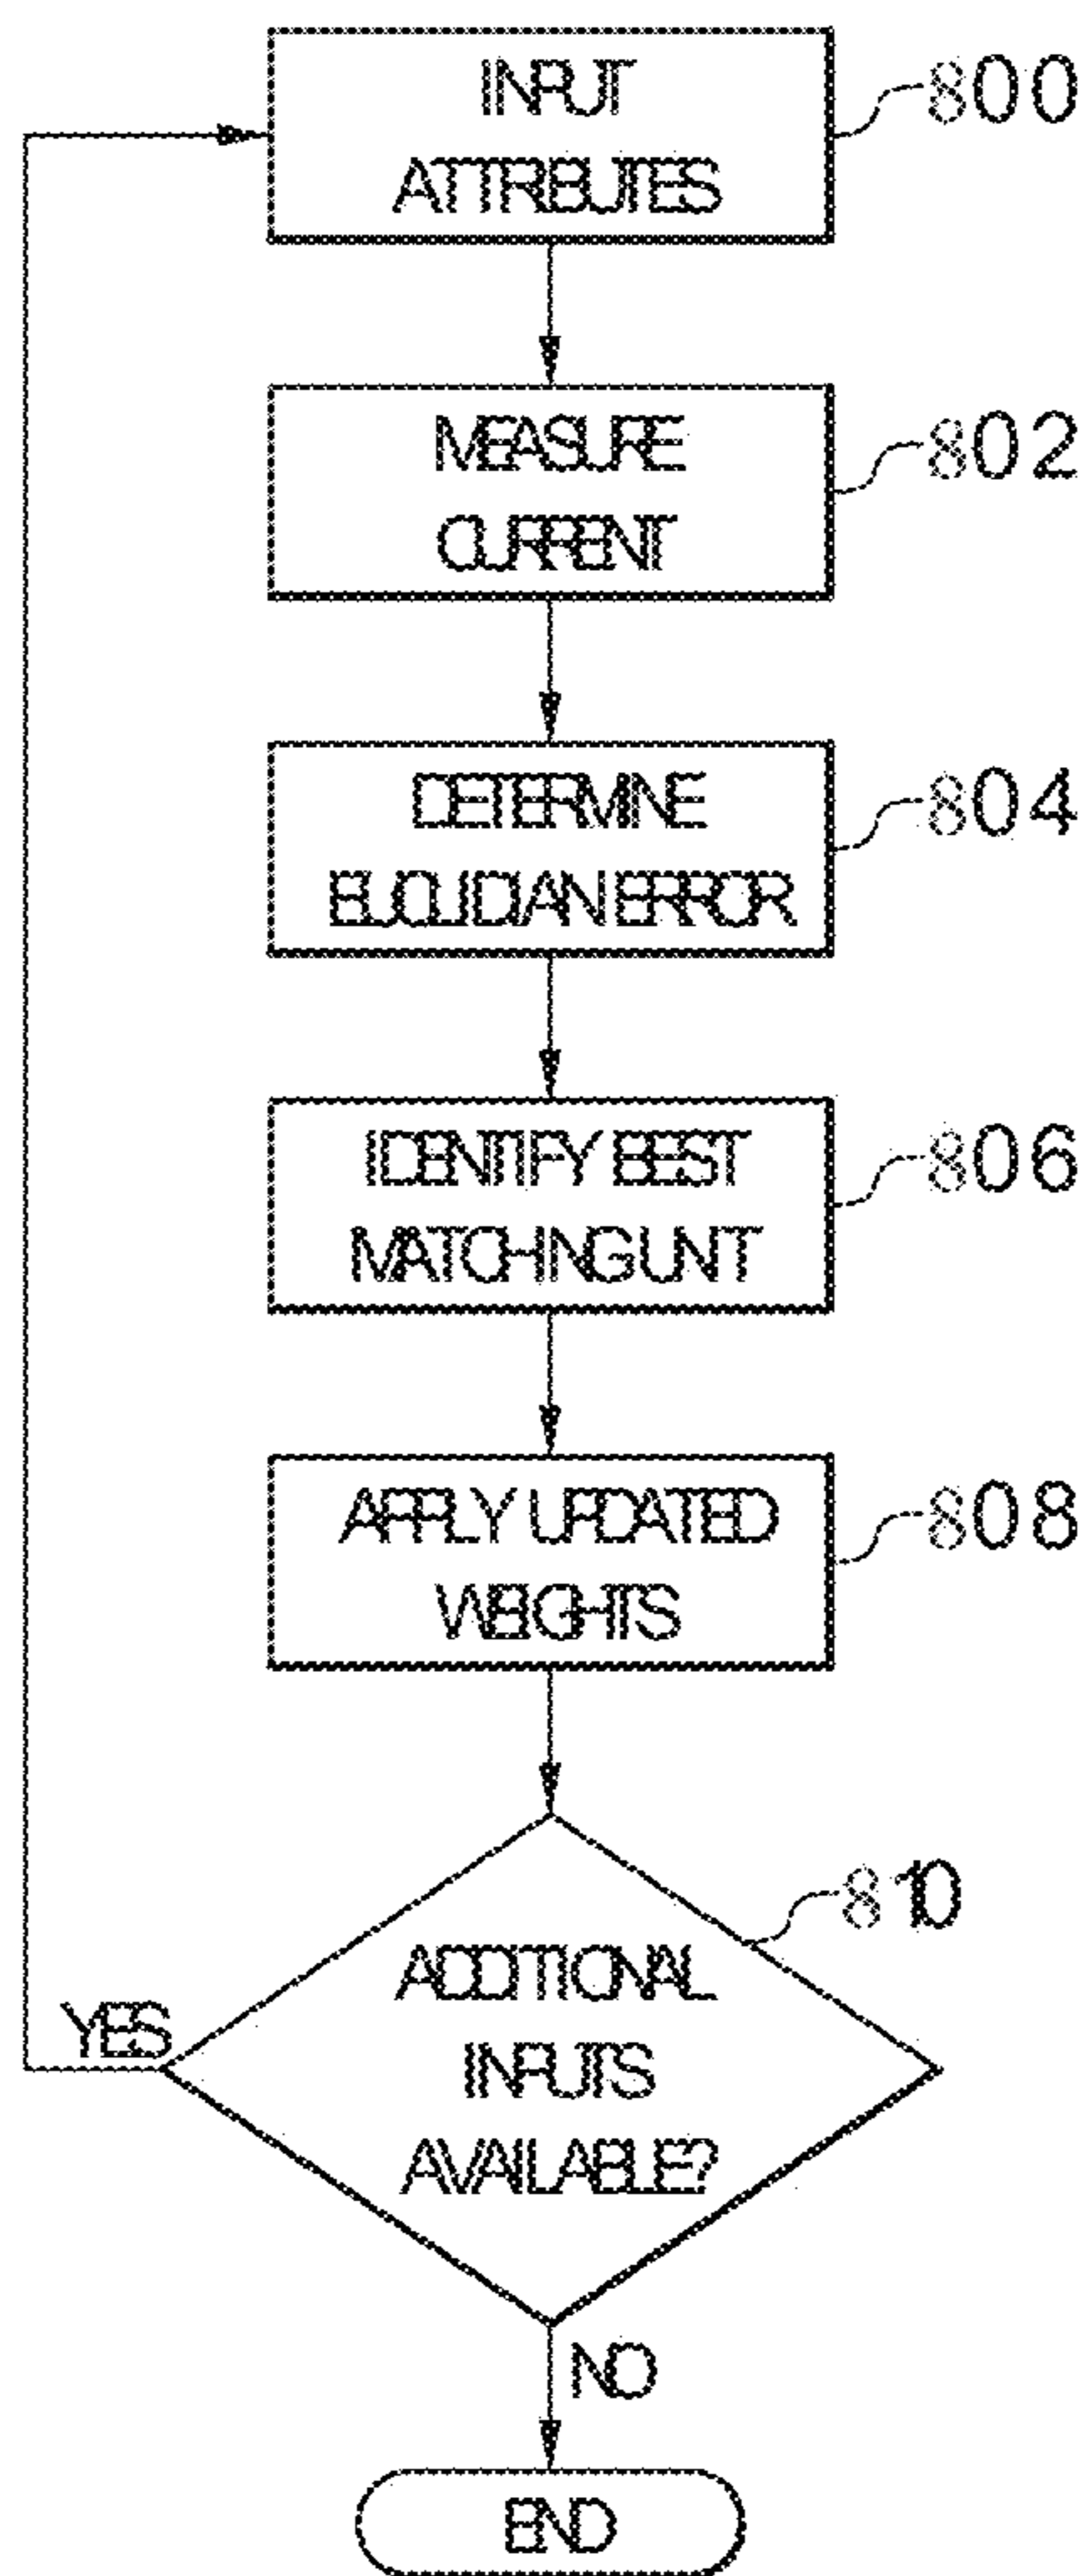 INPUT
ATTRIBUTES
800
MEASURE
CURRENT
802
DETERMINE
EUCLIDIAN ERROR
804
IDENTIFY BEST
MATCHING UNIT
806
APPLY UPDATED
WEIGHTS
808
810
ADDITIONAL
INPUTS
AVAILABLE?
YES
NO
END